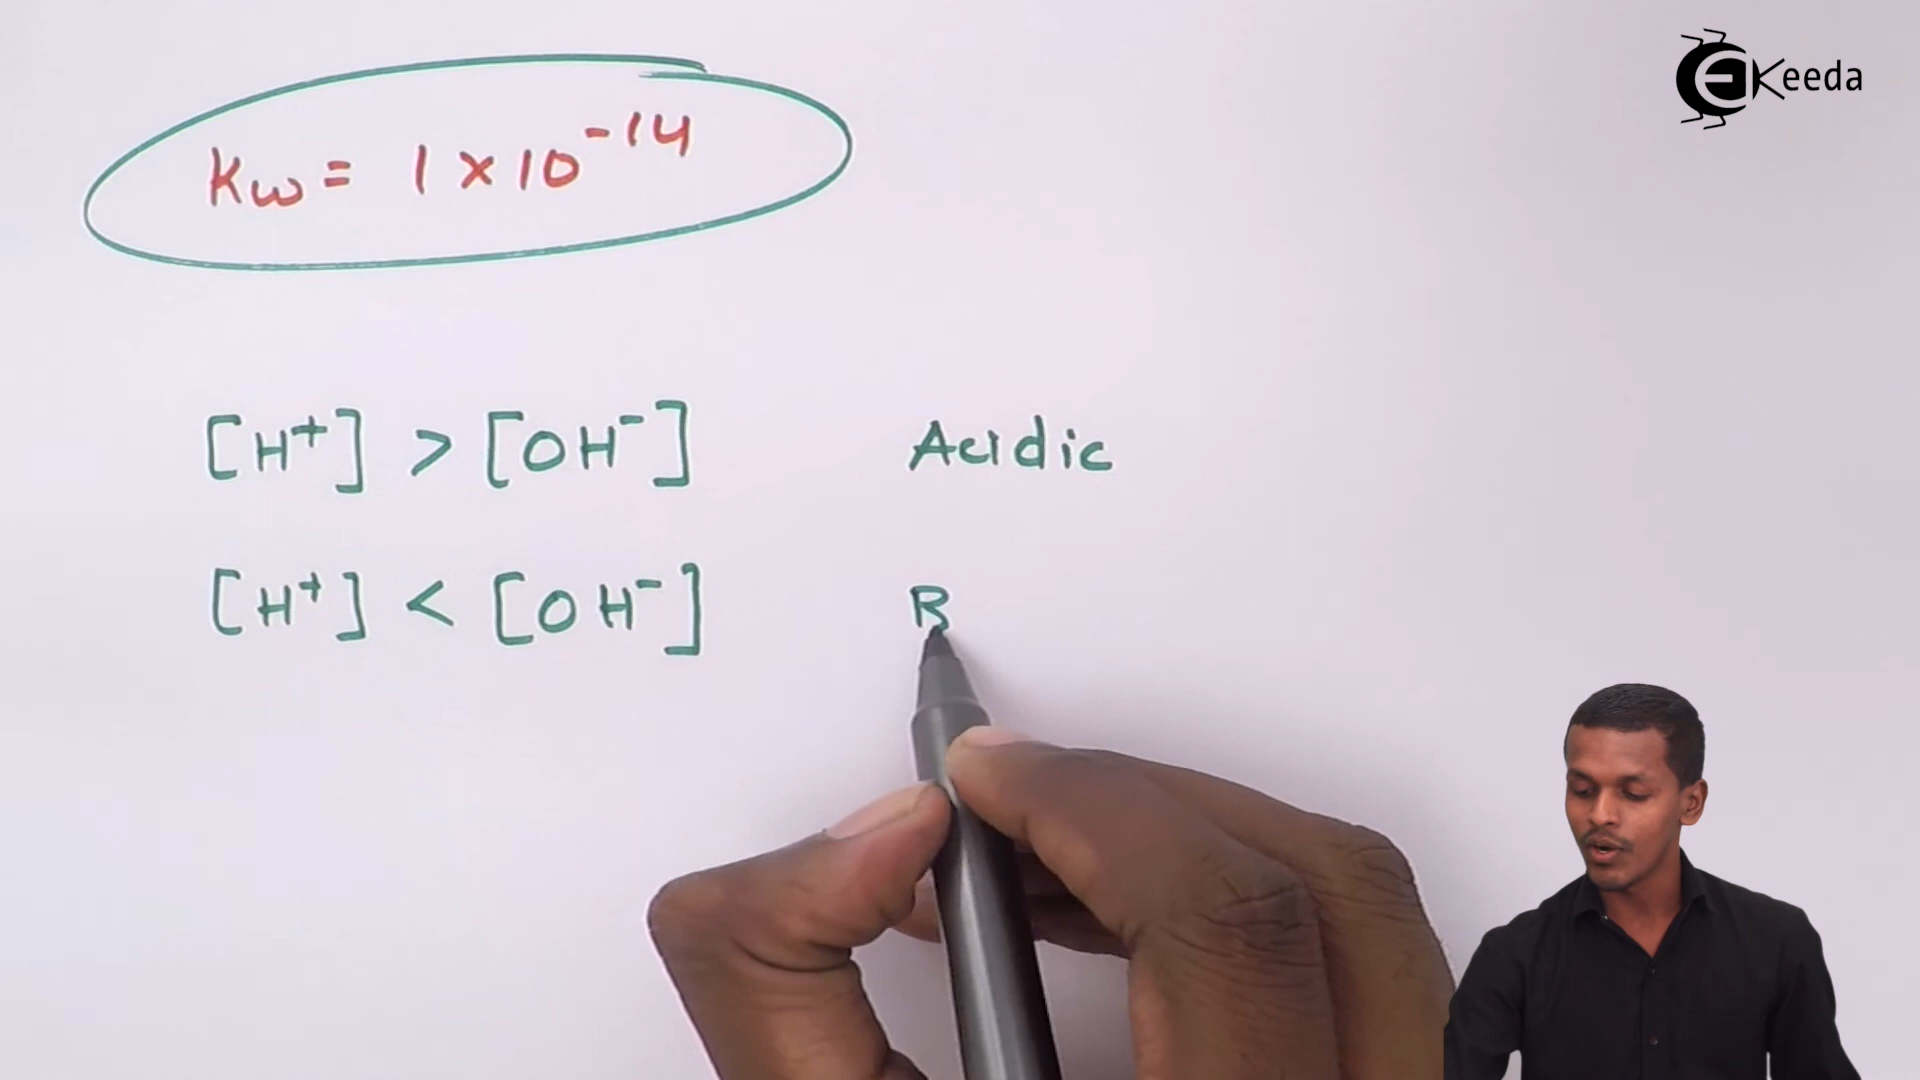 Keeda
Kw = 1 × 10⁻¹⁴
[H⁺] > [OH⁻] Acidic
[H⁺] < [OH⁻] B